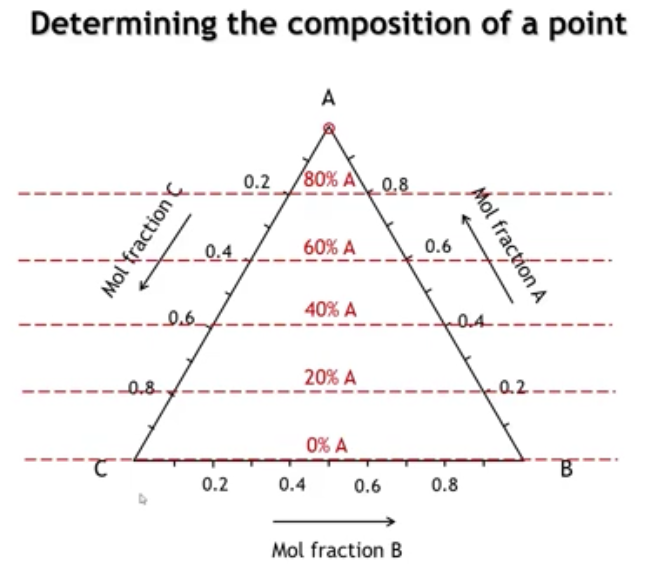 Determining the composition of a point
A
80% A
0.2
0.8
Mol fraction C
Mol fraction A
60% A
0.4
0.6
40% A
0.6
0.4
20% A
0.8
0.2
0% A
C
B
0.2 0.4 0.6 0.8
Mol fraction B